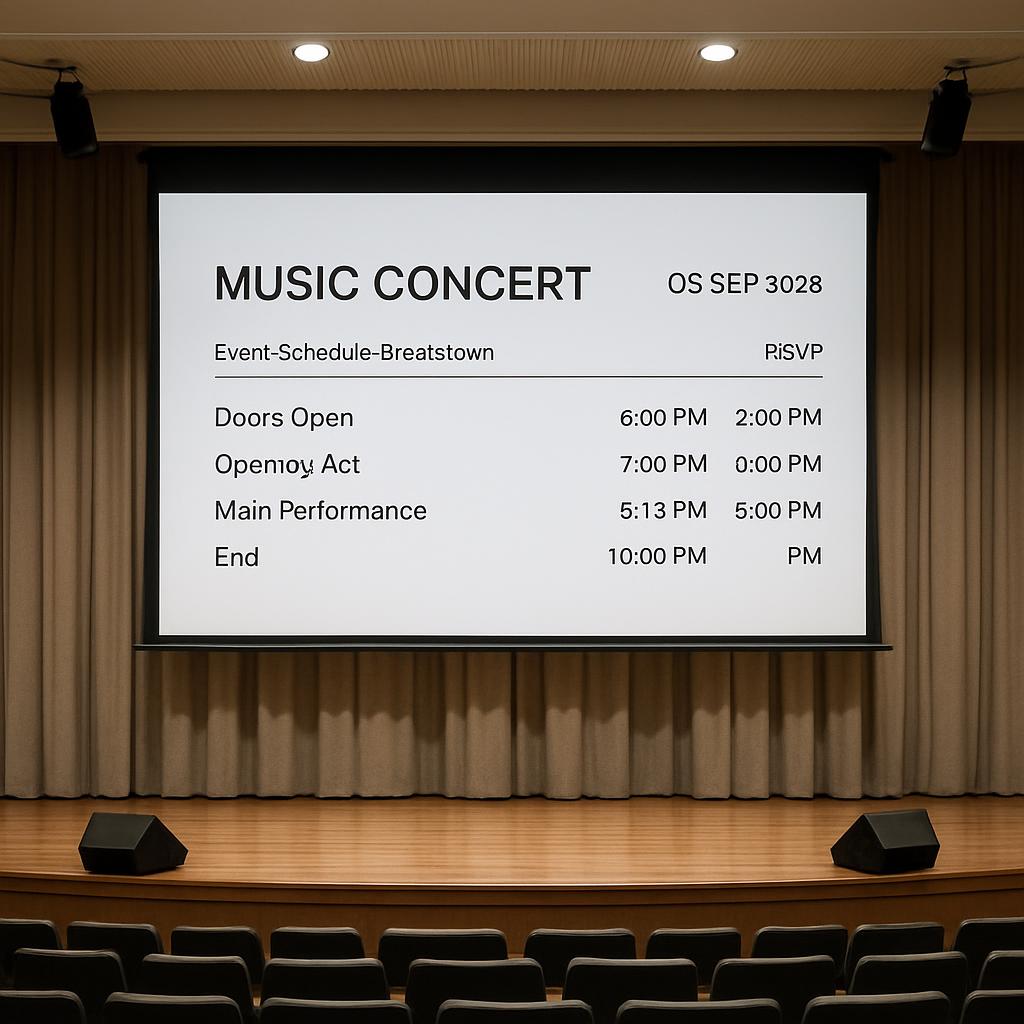 MUSIC CONCERT OS SEP 3028
Event-Schedule-Breatstown RiSVP
Doors Open 6:00 PM 2:00 PM
Act 7:00 PM 0:00 PM
Main Performance 5:13 PM 5:00 PM
End 10:00 PM PM